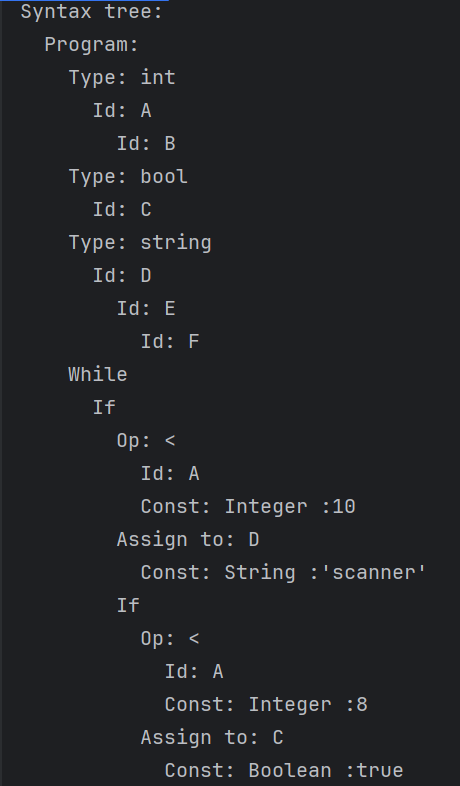 Syntax tree:
Program:
Type: int
Id: A
Id: B
Type: bool
Id: C
Type: string
Id: D
Id: E
Id: F
While
If
Op: <
Id: A
Const: Integer :10
Assign to: D
Const: String :'scanner'
If
Op: <
Id: A
Const: Integer :8
Assign to: C
Const: Boolean :true